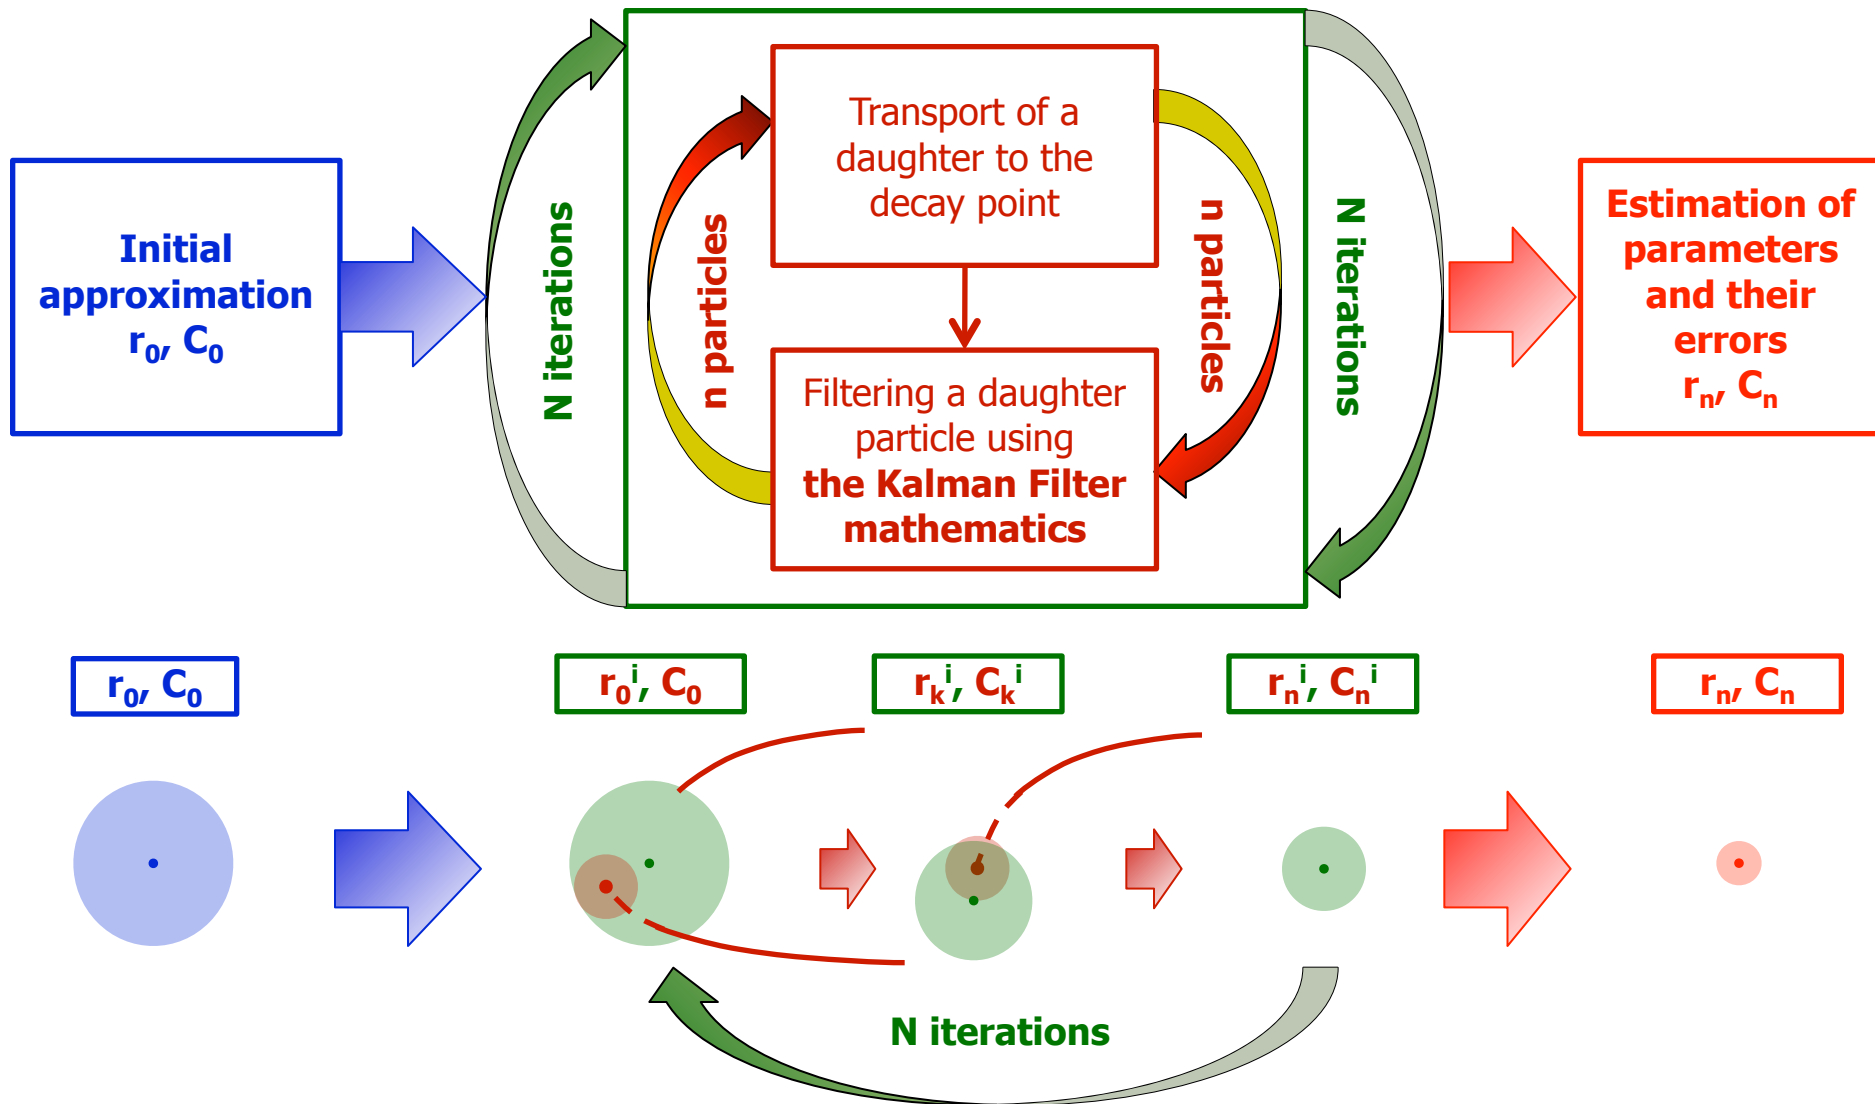 Initial
approximation
r₀, C₀
N iterations
n particles
Transport of a
daughter to the
decay point
Filtering a daughter
particle using
the Kalman Filter
mathematics
n particles
N iterations
Estimation of
parameters
and their
errors
rₙ, Cₙ
r₀, C₀
r₀ⁱ, C₀
rₖⁱ, Cₖⁱ
rₙⁱ, Cₙⁱ
rₙ, Cₙ
N iterations